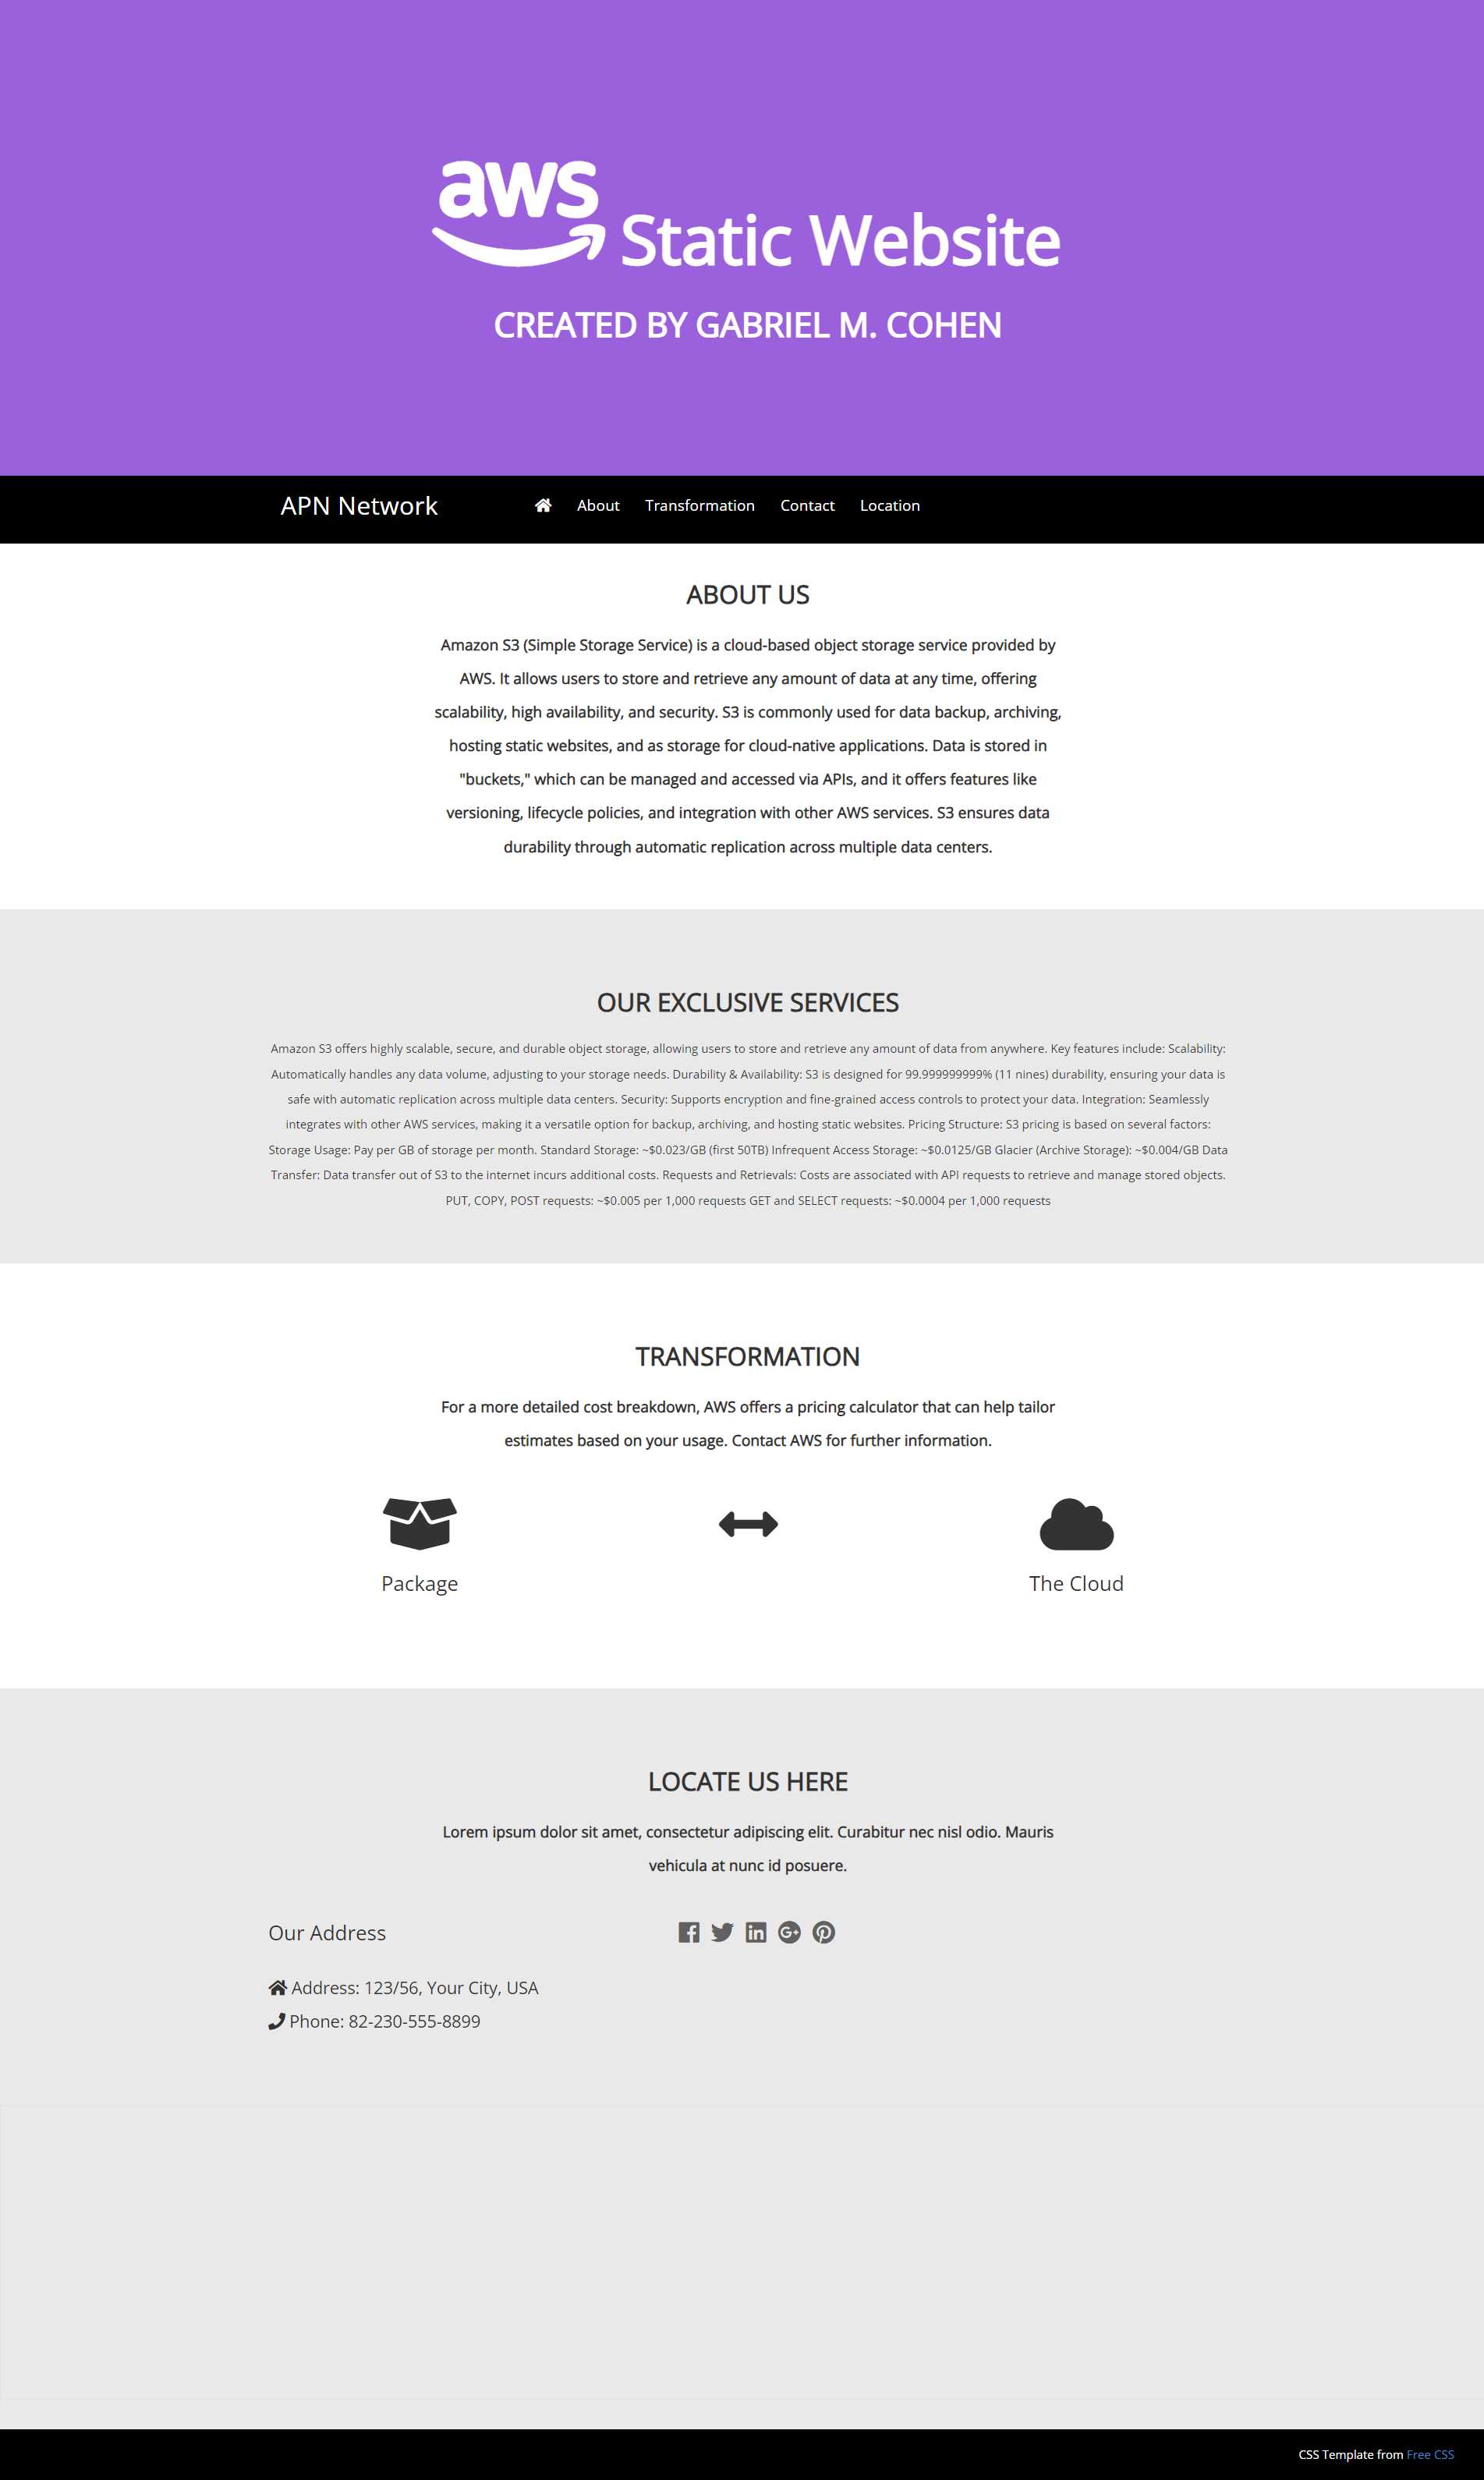 aws Static Website
CREATED BY GABRIEL M. COHEN
APN Network
About
Transformation
Contact
Location
ABOUT US
Amazon S3 (Simple Storage Service) is a cloud-based object storage service provided by
AWS. It allows users to store and retrieve any amount of data at any time, offering
scalability, high availability, and security. S3 is commonly used for data backup, archiving,
hosting static websites, and as storage for cloud-native applications. Data is stored in
"buckets," which can be managed and accessed via APIs, and it offers features like
versioning, lifecycle policies, and integration with other AWS services. S3 ensures data
durability through automatic replication across multiple data centers.
OUR EXCLUSIVE SERVICES
Amazon S3 offers highly scalable, secure, and durable object storage, allowing users to store and retrieve any amount of data from anywhere. Key features include: Scalability:
Automatically handles any data volume, adjusting to your storage needs. Durability & Availability: S3 is designed for 99.999999999% (11 nines) durability, ensuring your data is
safe with automatic replication across multiple data centers. Security: Supports encryption and fine-grained access controls to protect your data. Integration: Seamlessly
integrates with other AWS services, making it a versatile option for backup, archiving, and hosting static websites. Pricing Structure: S3 pricing is based on several factors:
Storage Usage: Pay per GB of storage per month. Standard Storage: ~$0.023/GB (first 50TB) Infrequent Access Storage: ~$0.0125/GB Glacier (Archive Storage): ~$0.004/GB Data
Transfer: Data transfer out of S3 to the internet incurs additional costs. Requests and Retrievals: Costs are associated with API requests to retrieve and manage stored objects.
PUT, COPY, POST requests: ~$0.005 per 1,000 requests GET and SELECT requests: ~$0.0004 per 1,000 requests
TRANSFORMATION
For a more detailed cost breakdown, AWS offers a pricing calculator that can help tailor
estimates based on your usage. Contact AWS for further information.
Package
The Cloud
LOCATE US HERE
Lorem ipsum dolor sit amet, consectetur adipiscing elit. Curabitur nec nisl odio. Mauris
vehicula at nunc id posuere.
Our Address
Address: 123/56, Your City, USA
Phone: 82-230-555-8899
CSS Template from Free CSS